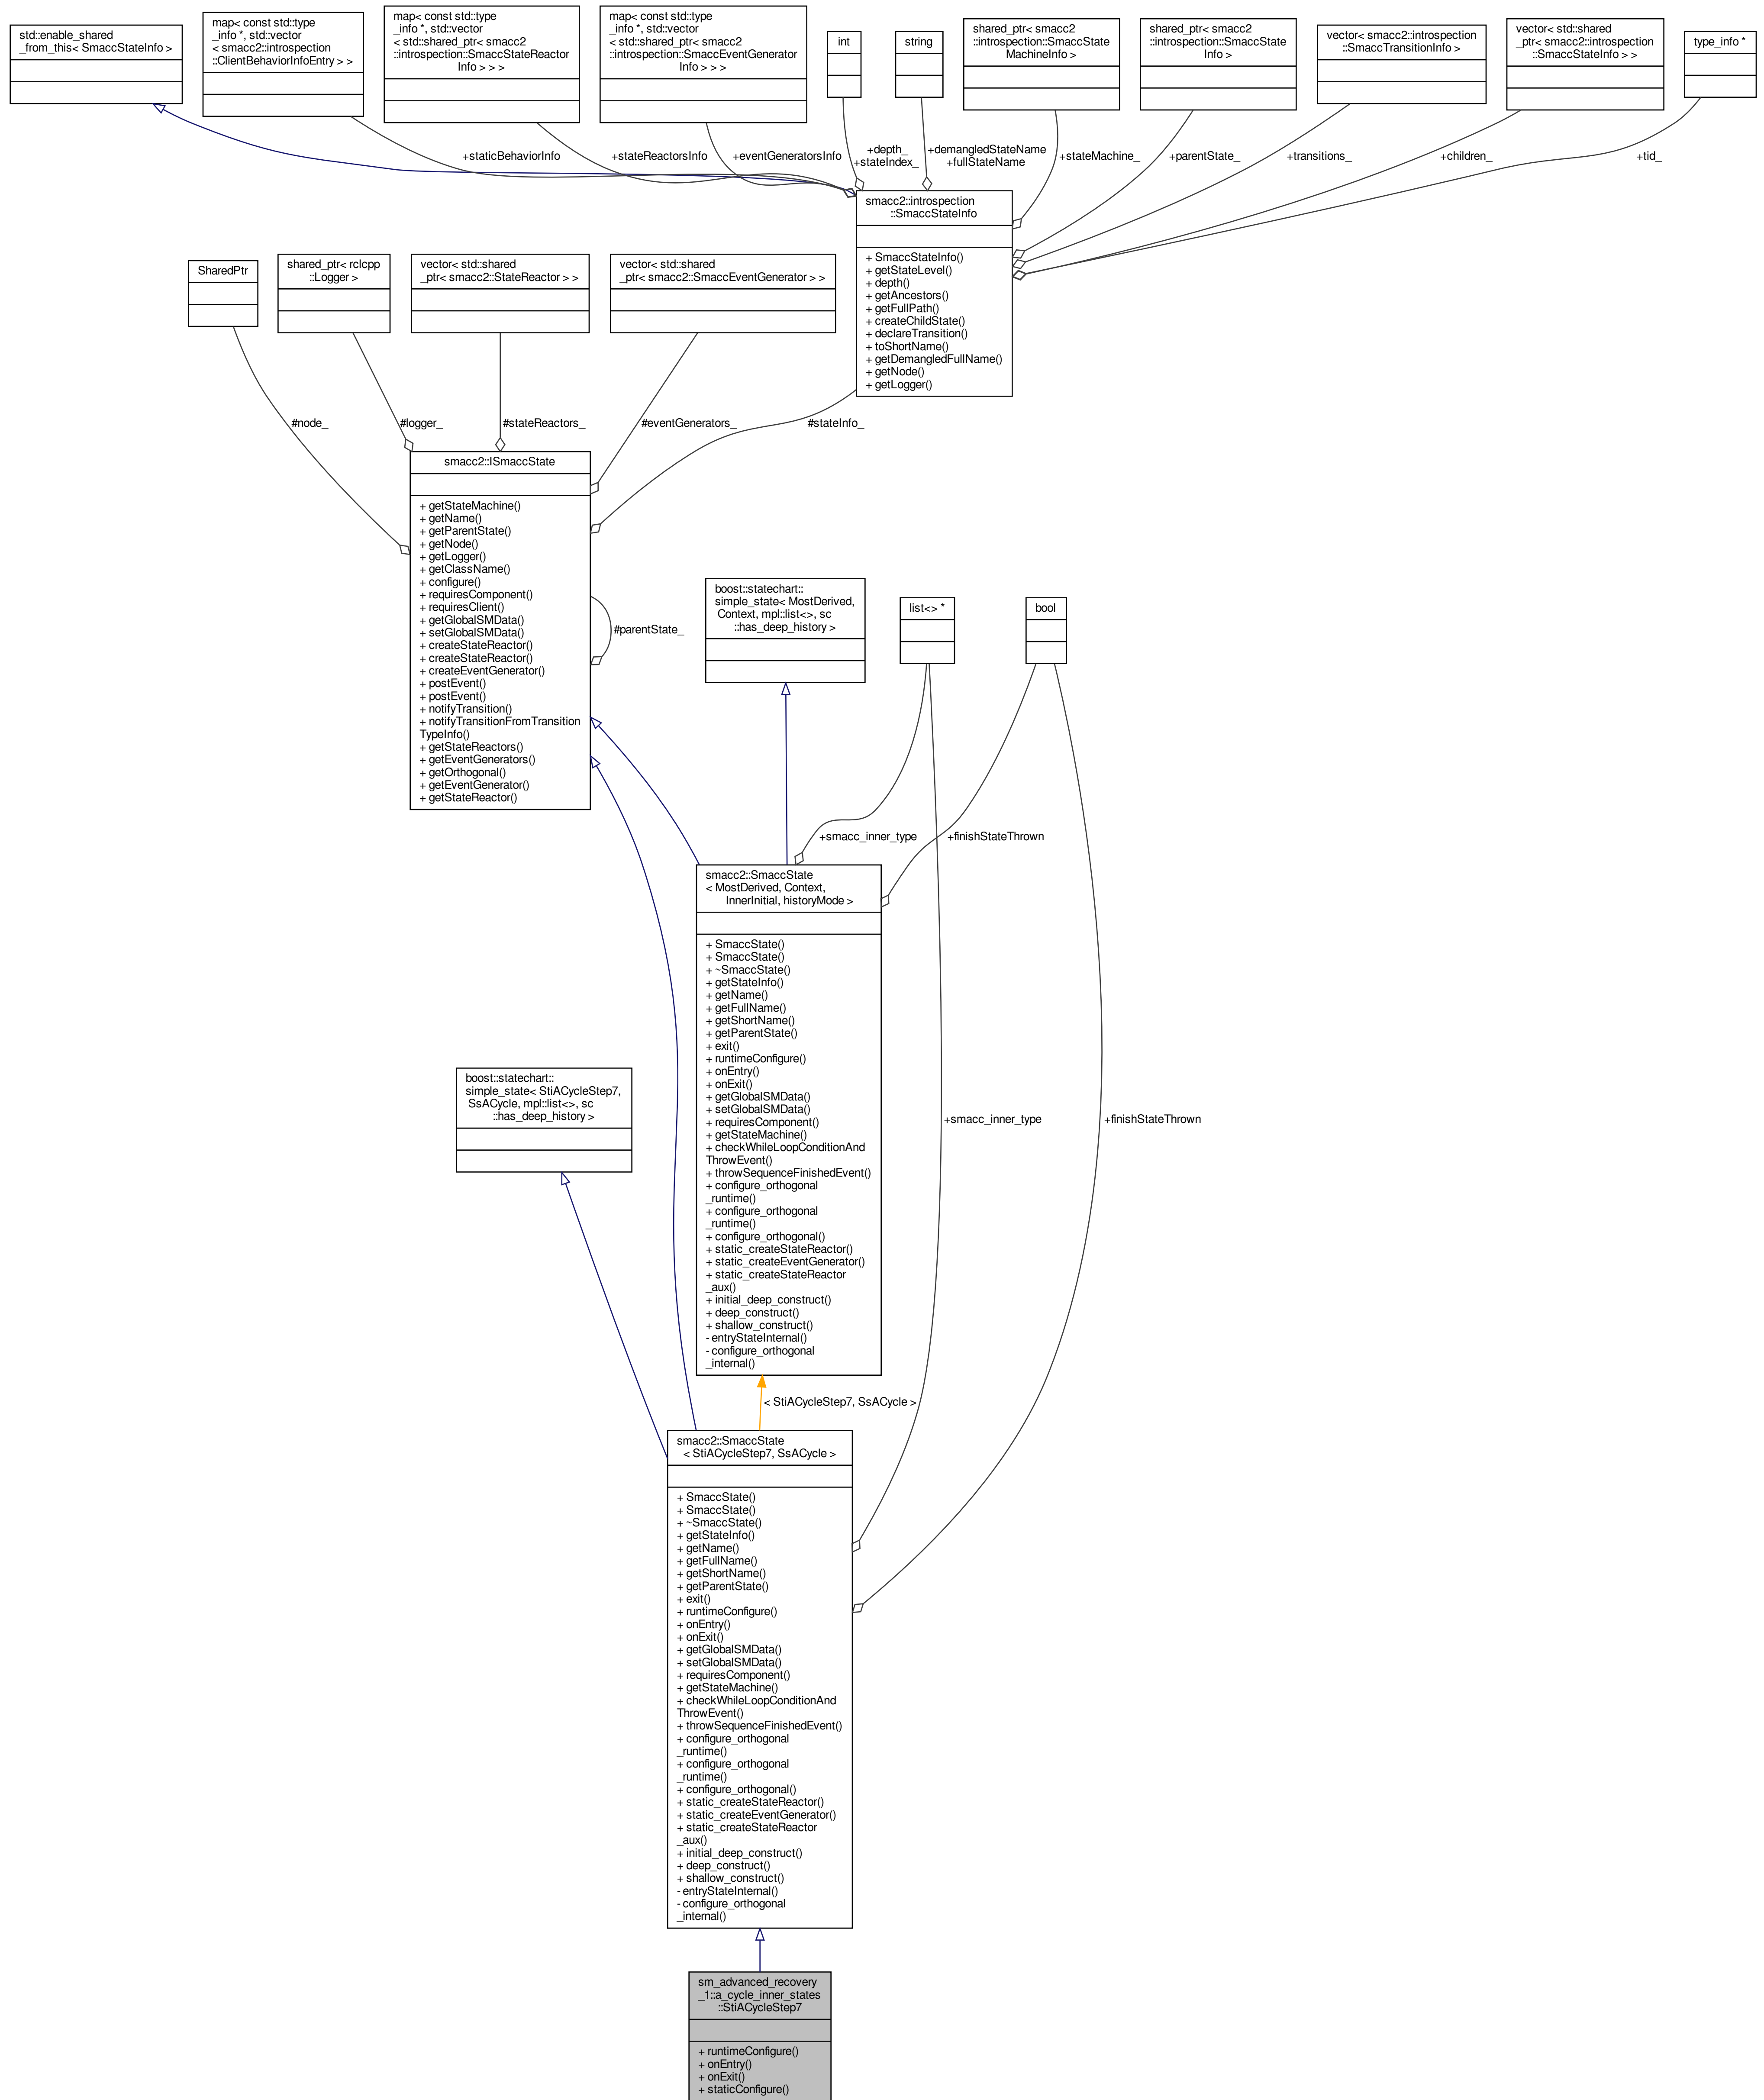 std::enable_shared
_from_this< SmaccStateInfo >
map< const std::type
_info *, std::vector
< smacc2::introspection
::ClientBehaviorInfoEntry > >
map< const std::type
_info *, std::vector
< std::shared_ptr< smacc2
::introspection::SmaccStateReactor
Info > > >
map< const std::type
_info *, std::vector
< std::shared_ptr< smacc2
::introspection::SmaccEventGenerator
Info > > >
int
string
shared_ptr< smacc2
::introspection::SmaccState
MachineInfo >
shared_ptr< smacc2
::introspection::SmaccState
Info >
vector< smacc2::introspection
::SmaccTransitionInfo >
vector< std::shared
_ptr< smacc2::introspection
::SmaccStateInfo > >
type_info *
+staticBehaviorInfo
+stateReactorsInfo
+eventGeneratorsInfo
+depth_
+stateIndex_
+demangledStateName
+fullStateName
+stateMachine_
+parentState_
+transitions_
+children_
+tid_
smacc2::introspection
::SmaccStateInfo
+ SmaccStateInfo()
+ getStateLevel()
+ depth()
+ getAncestors()
+ getFullPath()
+ createChildState()
+ declareTransition()
+ toShortName()
+ getDemangledFullName()
+ getNode()
+ getLogger()
SharedPtr
shared_ptr< rclcpp
::Logger >
vector< std::shared
_ptr< smacc2::StateReactor > >
vector< std::shared
_ptr< smacc2::SmaccEventGenerator > >
#node_
#logger_
#stateReactors_
#eventGenerators_
#stateInfo_
smacc2::ISmaccState
+ getStateMachine()
+ getName()
+ getParentState()
+ getNode()
+ getLogger()
+ getClassName()
+ configure()
+ requiresComponent()
+ requiresClient()
+ getGlobalSMData()
+ setGlobalSMData()
+ createStateReactor()
+ createStateReactor()
+ createEventGenerator()
+ postEvent()
+ postEvent()
+ notifyTransition()
+ notifyTransitionFromTransition
TypeInfo()
+ getStateReactors()
+ getEventGenerators()
+ getOrthogonal()
+ getEventGenerator()
+ getStateReactor()
#parentState_
boost::statechart::
simple_state< MostDerived,
Context, mpl::list<>, sc
::has_deep_history >
list<> *
bool
+smacc_inner_type
+finishStateThrown
smacc2::SmaccState
< MostDerived, Context,
InnerInitial, historyMode >
+ SmaccState()
+ SmaccState()
+ ~SmaccState()
+ getStateInfo()
+ getName()
+ getFullName()
+ getShortName()
+ getParentState()
+ exit()
+ runtimeConfigure()
+ onEntry()
+ onExit()
+ getGlobalSMData()
+ setGlobalSMData()
+ requiresComponent()
+ getStateMachine()
+ checkWhileLoopConditionAnd
ThrowEvent()
+ throwSequenceFinishedEvent()
+ configure_orthogonal
_runtime()
+ configure_orthogonal
_runtime()
+ configure_orthogonal()
+ static_createStateReactor()
+ static_createEventGenerator()
+ static_createStateReactor
_aux()
+ initial_deep_construct()
+ deep_construct()
+ shallow_construct()
- entryStateInternal()
- configure_orthogonal
_internal()
boost::statechart::
simple_state< StiACycleStep7,
SsACycle, mpl::list<>, sc
::has_deep_history >
+smacc_inner_type
+finishStateThrown
< StiACycleStep7, SsACycle >
smacc2::SmaccState
< StiACycleStep7, SsACycle >
+ SmaccState()
+ SmaccState()
+ ~SmaccState()
+ getStateInfo()
+ getName()
+ getFullName()
+ getShortName()
+ getParentState()
+ exit()
+ runtimeConfigure()
+ onEntry()
+ onExit()
+ getGlobalSMData()
+ setGlobalSMData()
+ requiresComponent()
+ getStateMachine()
+ checkWhileLoopConditionAnd
ThrowEvent()
+ throwSequenceFinishedEvent()
+ configure_orthogonal
_runtime()
+ configure_orthogonal
_runtime()
+ configure_orthogonal()
+ static_createStateReactor()
+ static_createEventGenerator()
+ static_createStateReactor
_aux()
+ initial_deep_construct()
+ deep_construct()
+ shallow_construct()
- entryStateInternal()
- configure_orthogonal
_internal()
sm_advanced_recovery
_1::a_cycle_inner_states
::StiACycleStep7
+ runtimeConfigure()
+ onEntry()
+ onExit()
+ staticConfigure()